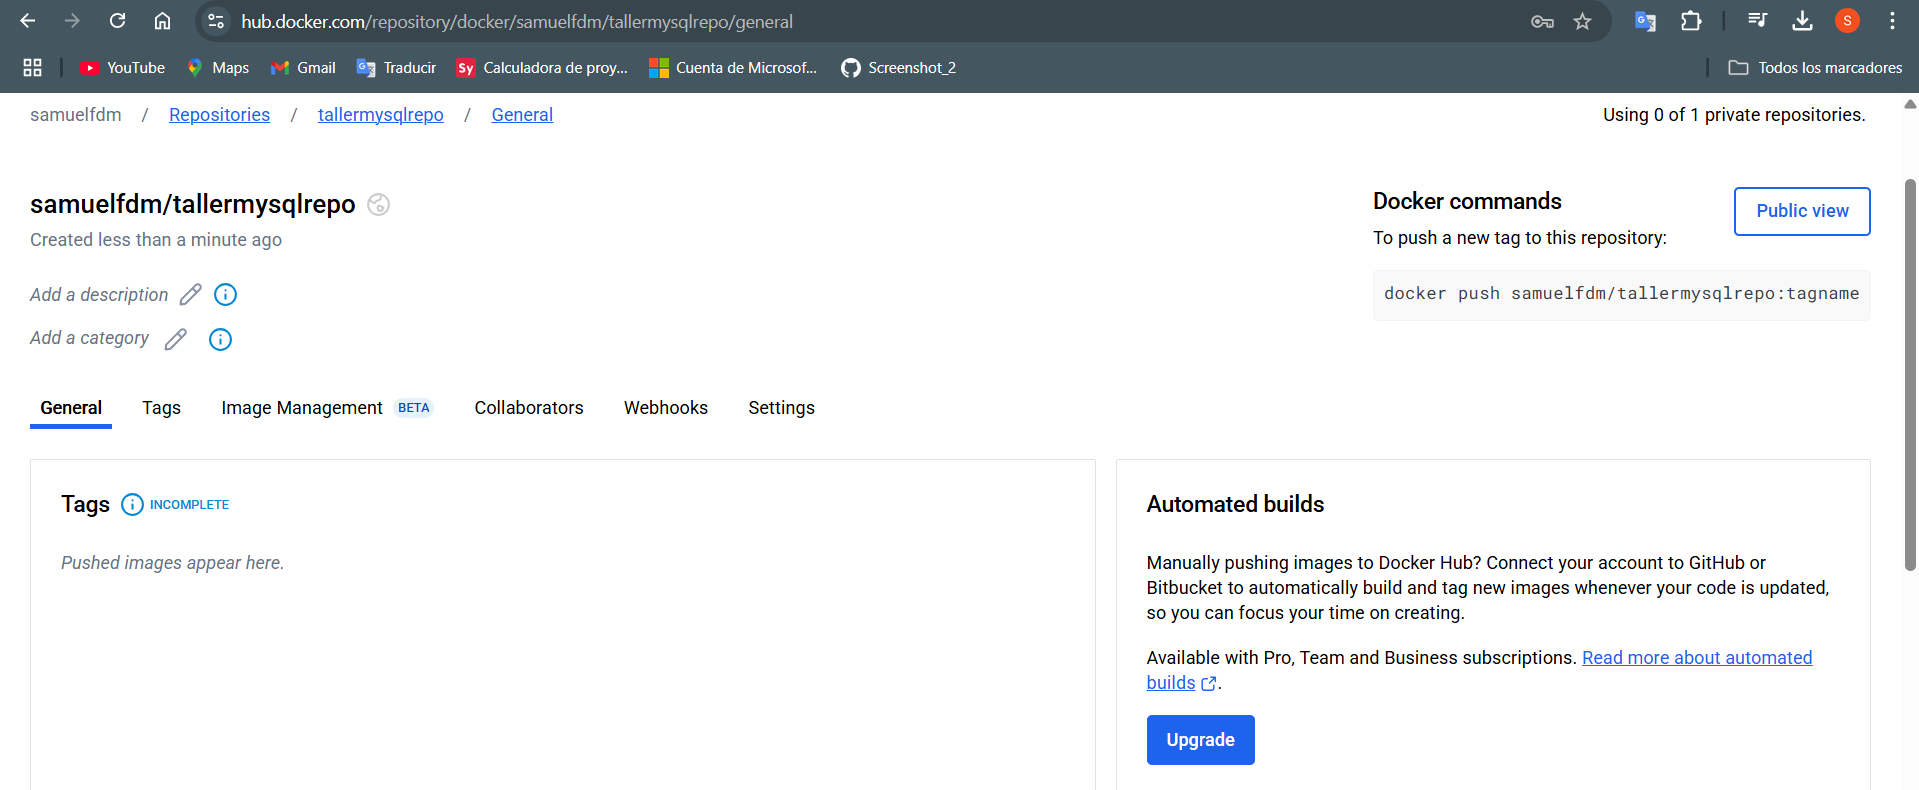 hub.docker.com/repository/docker/samuelfdm/tallermysqlrepo/general
S
YouTube Maps Gmail Traducir Sy Calculadora de proy... Cuenta de Microsof... Screenshot_2 Todos los marcadores
samuelfdm / Repositories / tallermysqlrepo / General
Using 0 of 1 private repositories.
samuelfdm/tallermysqlrepo
Created less than a minute ago
Add a description
Add a category
Docker commands
Public view
To push a new tag to this repository:
docker push samuelfdm/tallermysqlrepo:tagname
General Tags Image Management BETA Collaborators Webhooks Settings
Tags INCOMPLETE
Pushed images appear here.
Automated builds
Manually pushing images to Docker Hub? Connect your account to GitHub or
Bitbucket to automatically build and tag new images whenever your code is updated,
so you can focus your time on creating.
Available with Pro, Team and Business subscriptions. Read more about automated
builds .
Upgrade